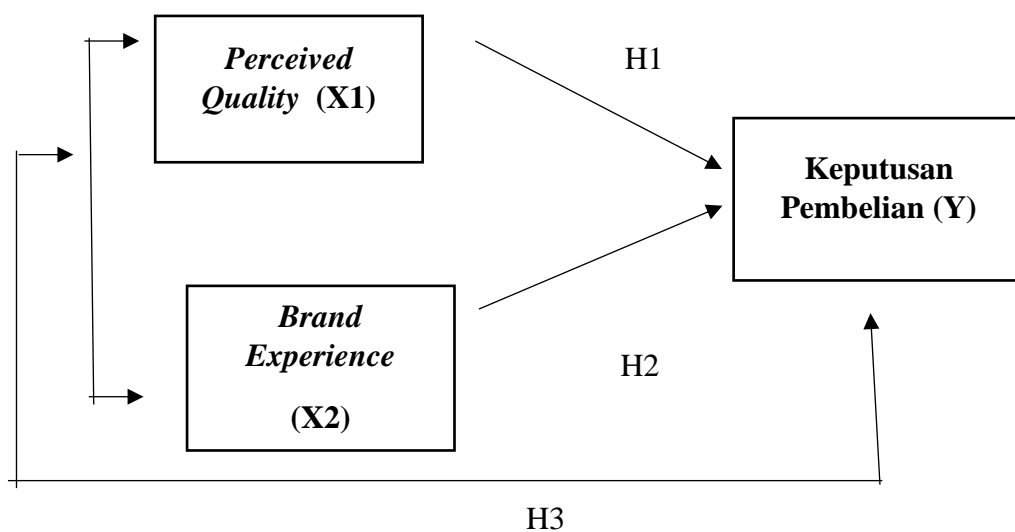 Perceived
Quality (X1)
H1
Keputusan
Pembelian (Y)
Brand
Experience
(X2)
H2
H3